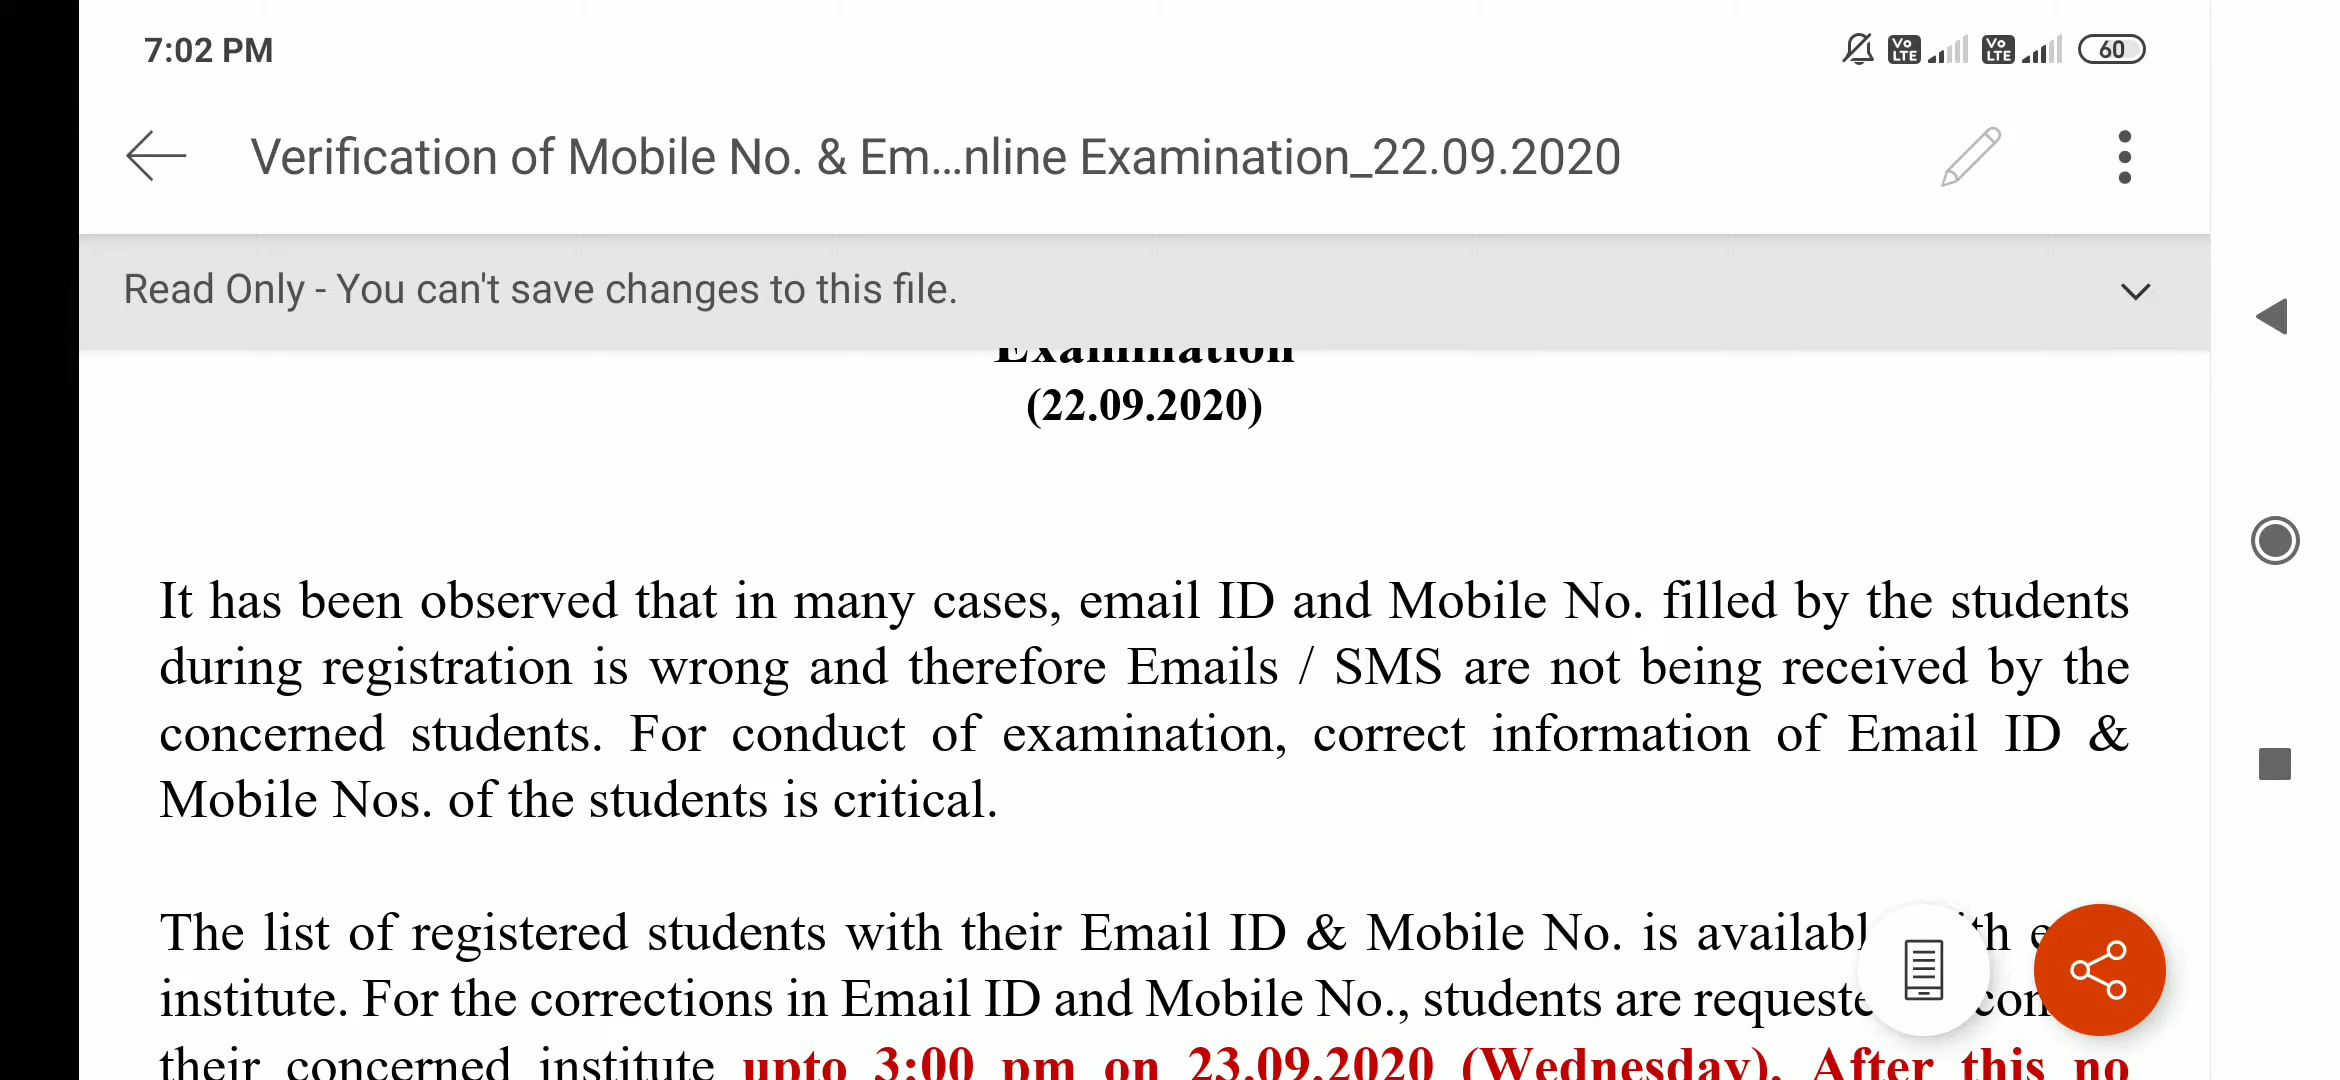 7:02 PM
Vo LTE Vo LTE 60
Verification of Mobile No. & Em...nline Examination_22.09.2020
Read Only - You can't save changes to this file.
Examination
(22.09.2020)
It has been observed that in many cases, email ID and Mobile No. filled by the students
during registration is wrong and therefore Emails / SMS are not being received by the
concerned students. For conduct of examination, correct information of Email ID &
Mobile Nos. of the students is critical.
The list of registered students with their Email ID & Mobile No. is
institute. For the corrections in Email ID and Mobile No., students are
their concerned institute upto 3:00 pm on 23.09.2020 (Wednesday). After this no